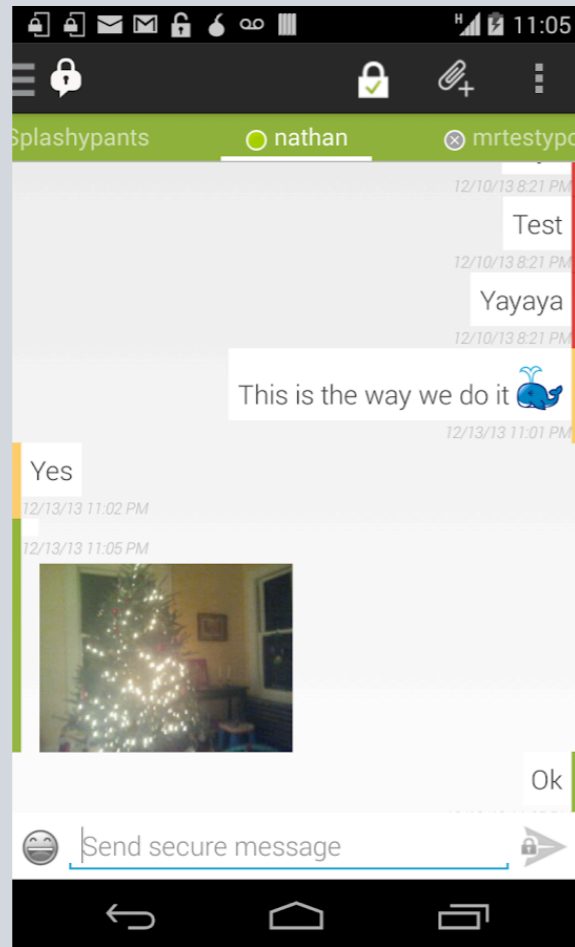 H 11:05
Splashypants nathan mrtestypo
12/10/13 8:21 PM
Test
12/10/13 8:21 PM
Yayaya
12/10/13 8:21 PM
This is the way we do it
12/13/13 11:01 PM
Yes
12/13/13 11:02 PM
12/13/13 11:05 PM
Ok
Send secure message